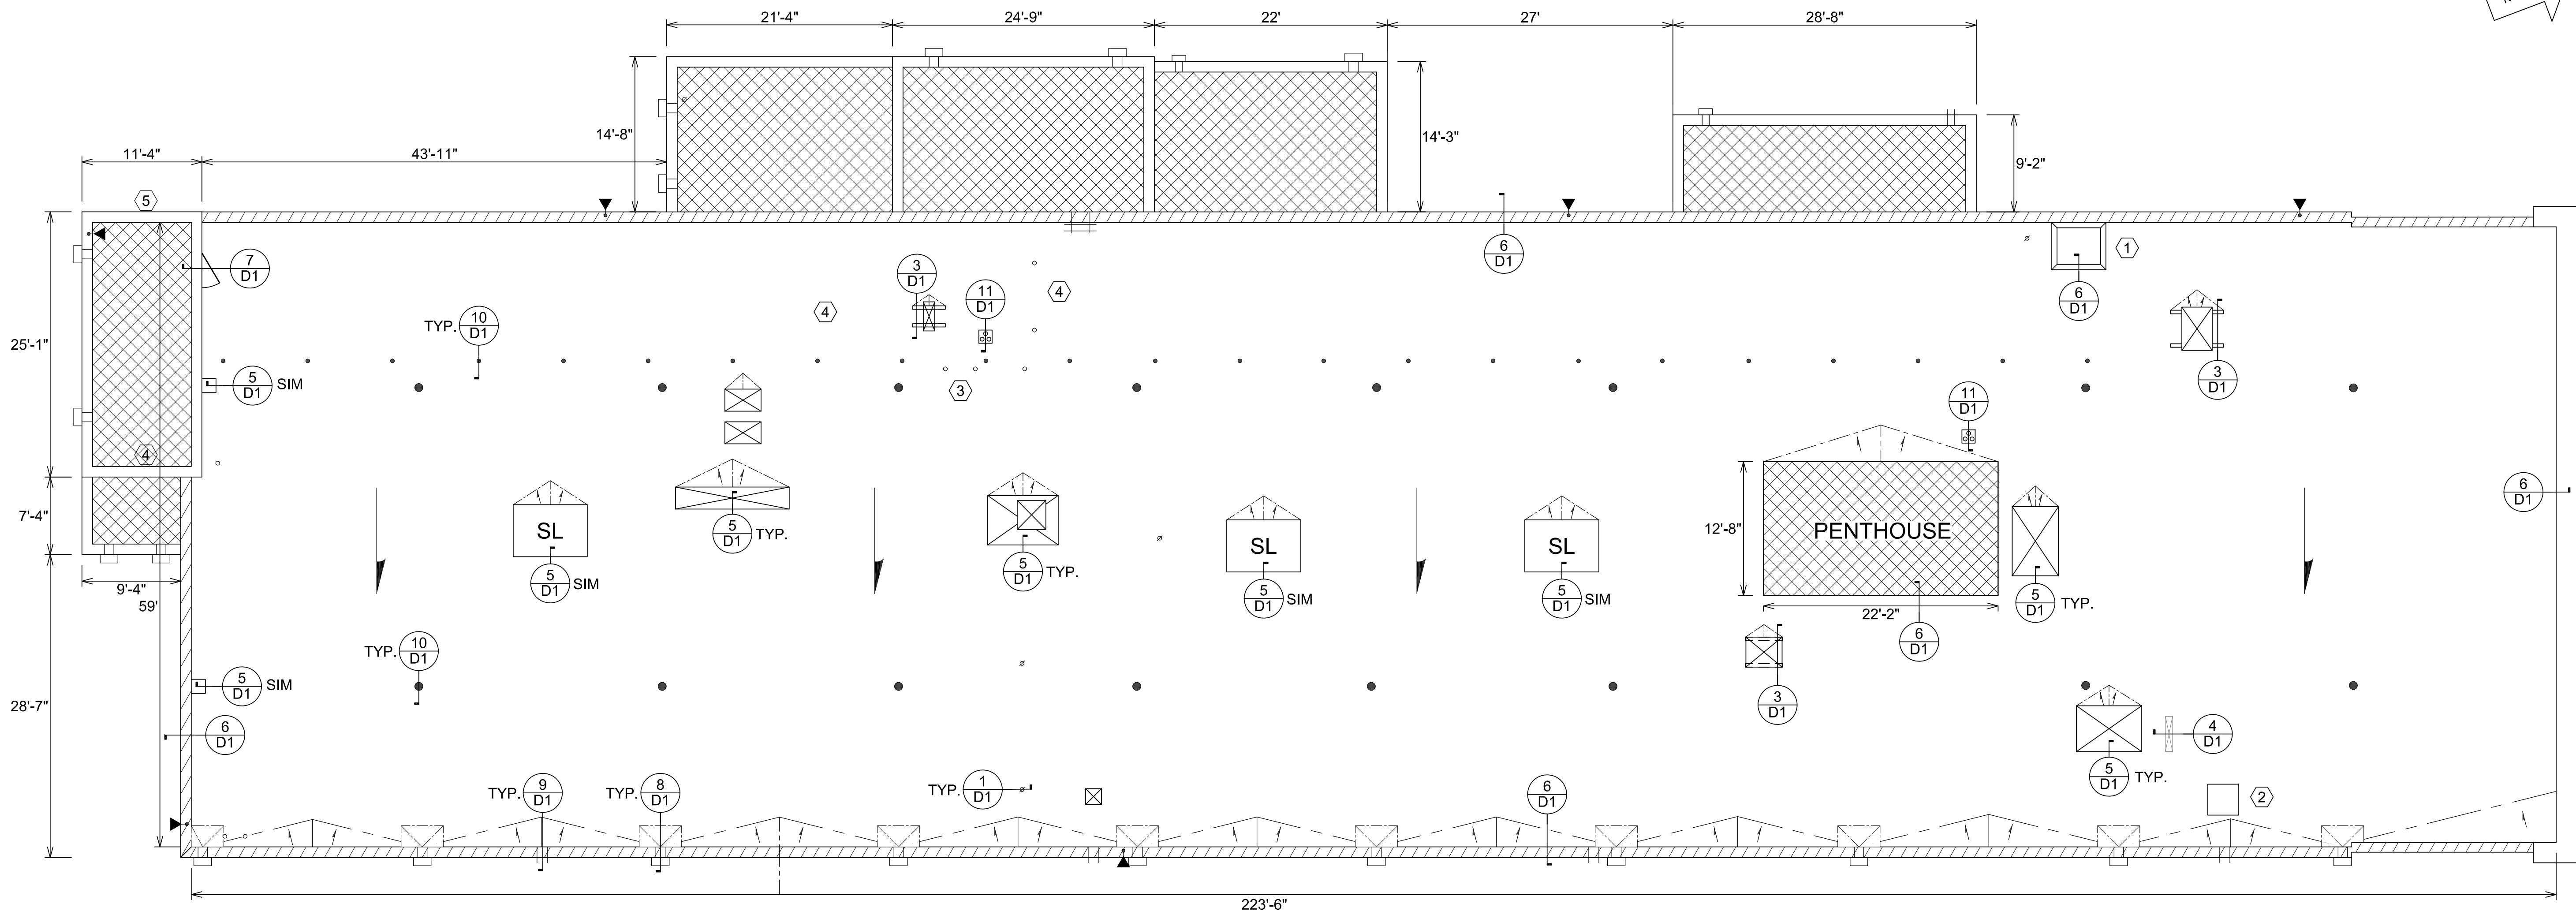 21'-4"
24'-9"
22'
27'
28'-8"
14'-8"
14'-3"
9'-2"
11'-4"
43'-11"
5
7
D1
6
D1
1
3
D1
11
D1
4
4
6
D1
TYP.
10
D1
25'-1"
5
D1
SIM
3
3
D1
11
D1
4
6
D1
7'-4"
SL
5
D1
TYP.
SL
SL
12'-8"
PENTHOUSE
5
D1
SIM
5
D1
TYP.
5
D1
SIM
5
D1
SIM
5
D1
TYP.
9'-4"
59'
22'-2"
6
D1
TYP.
10
D1
5
D1
SIM
28'-7"
3
D1
6
D1
4
D1
5
D1
TYP.
TYP.
9
D1
TYP.
8
D1
TYP.
1
D1
6
D1
2
223'-6"